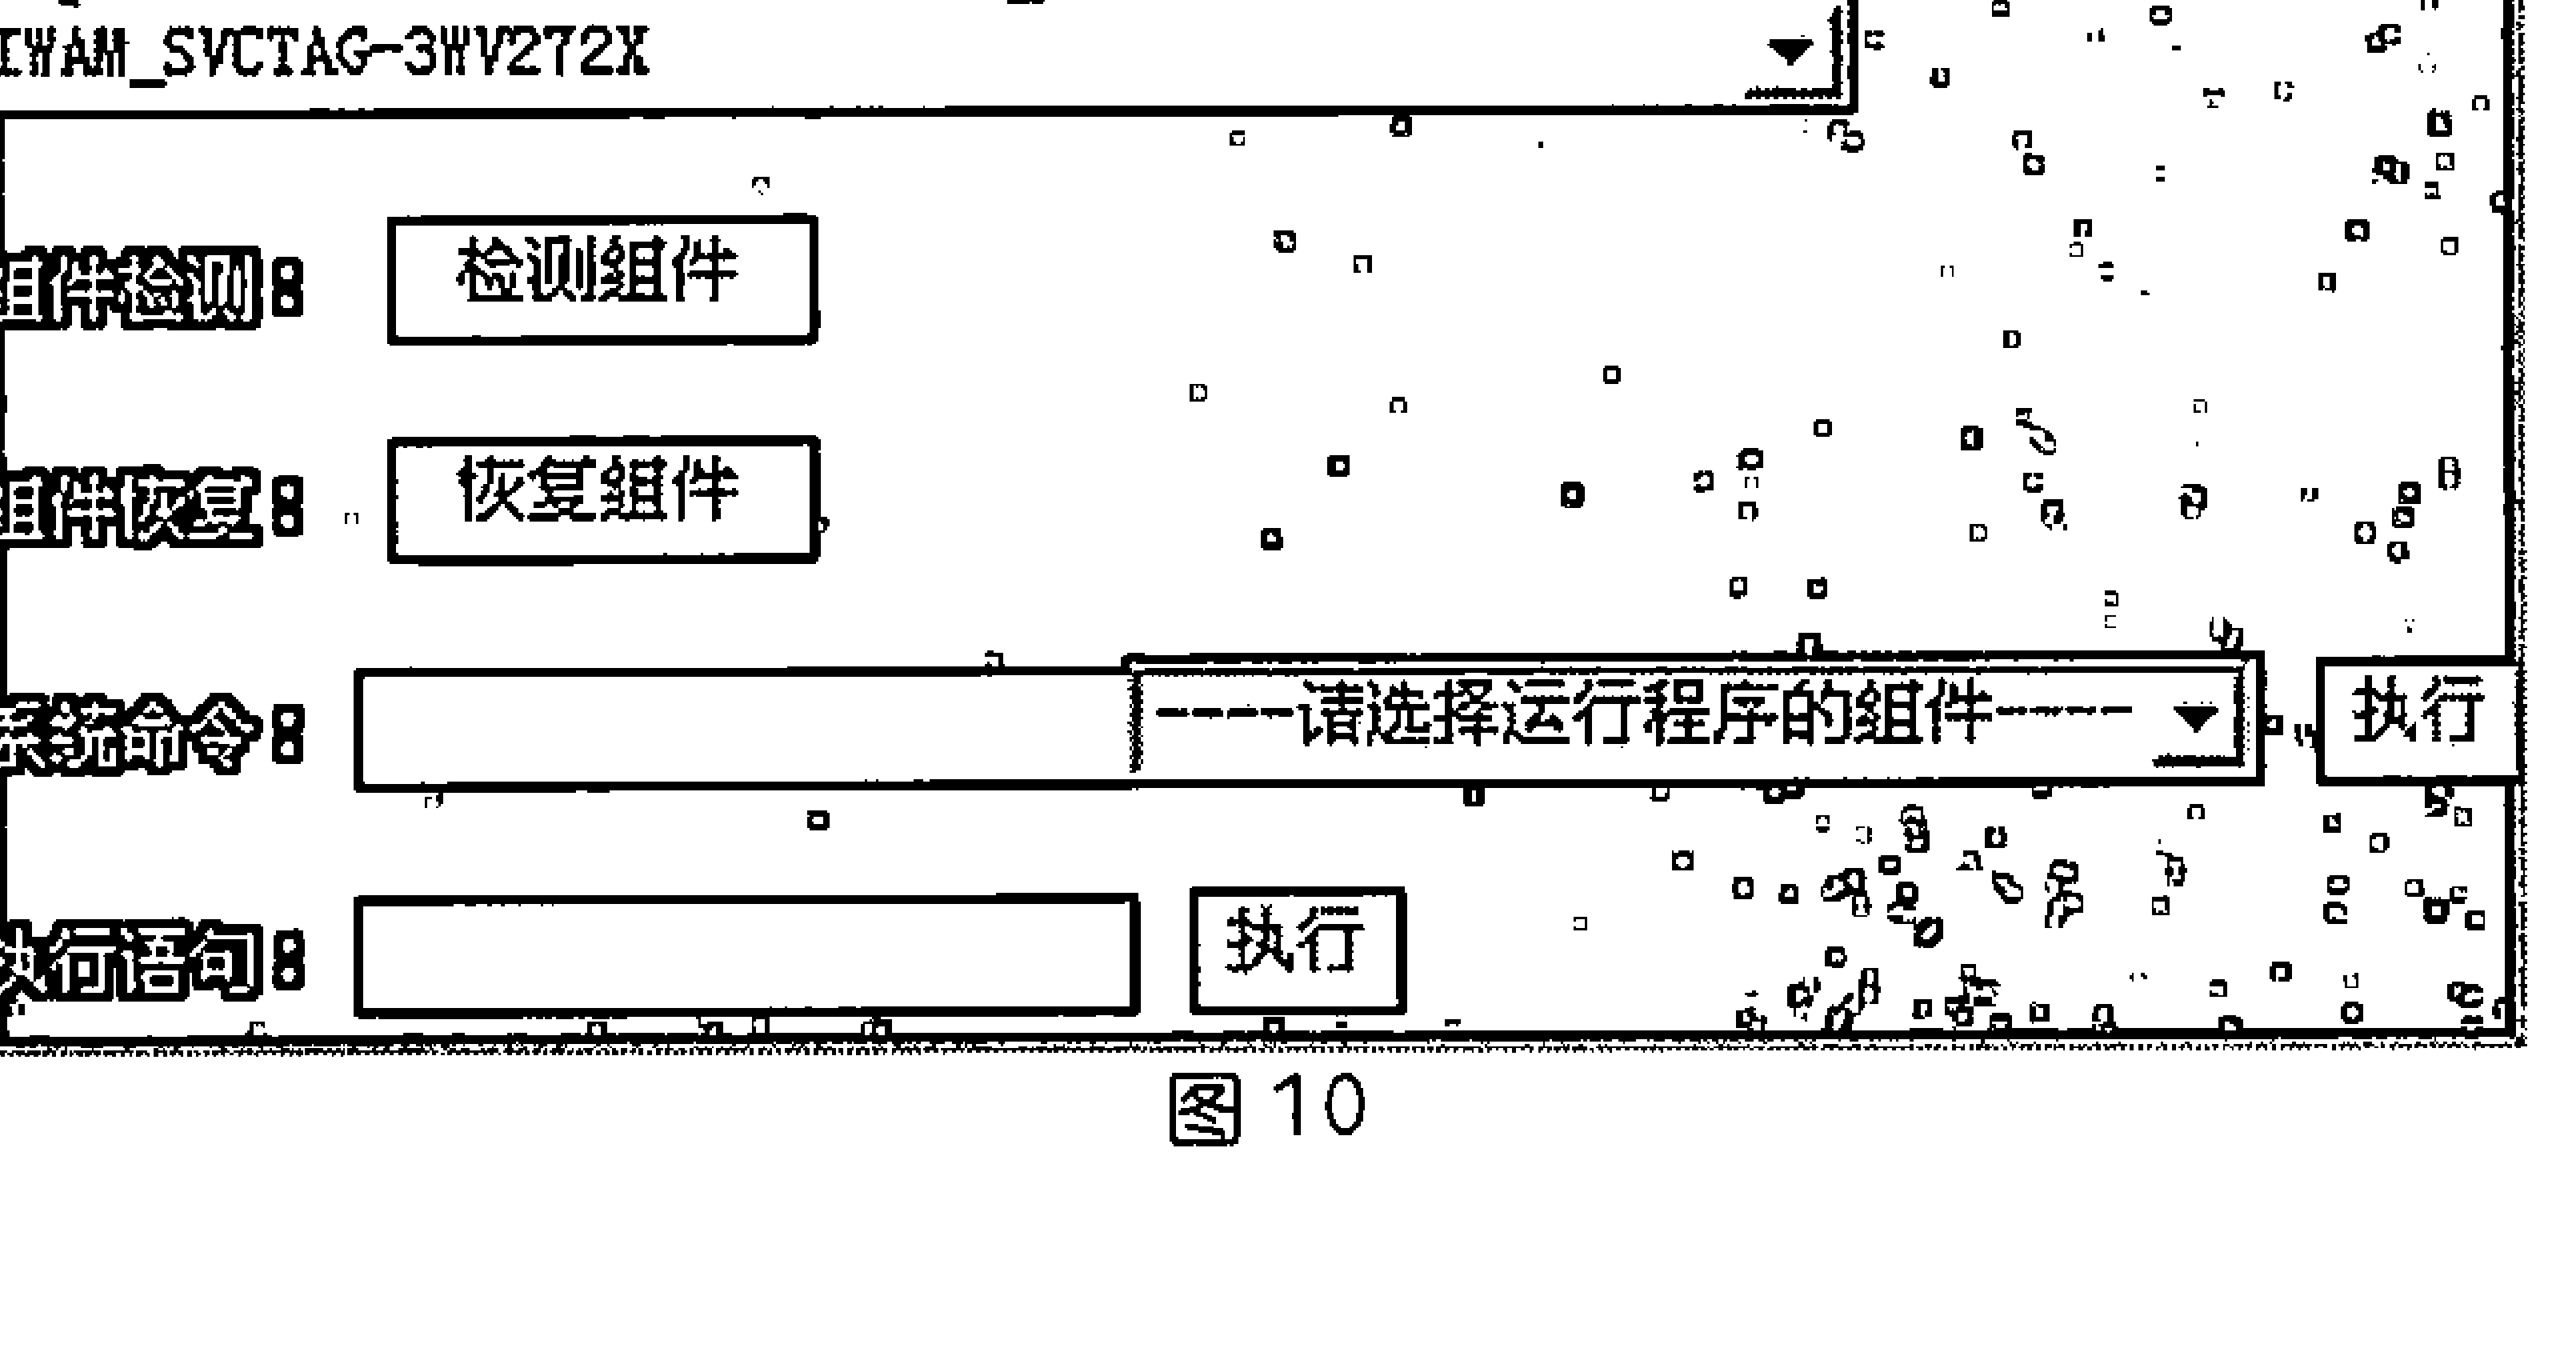 IWAM_SVCTAG-3WV272X
组件检测： 检测组件
组件恢复： 恢复组件
系统命令： ----请选择运行程序的组件---- 执行
执行语句： 执行
图 10